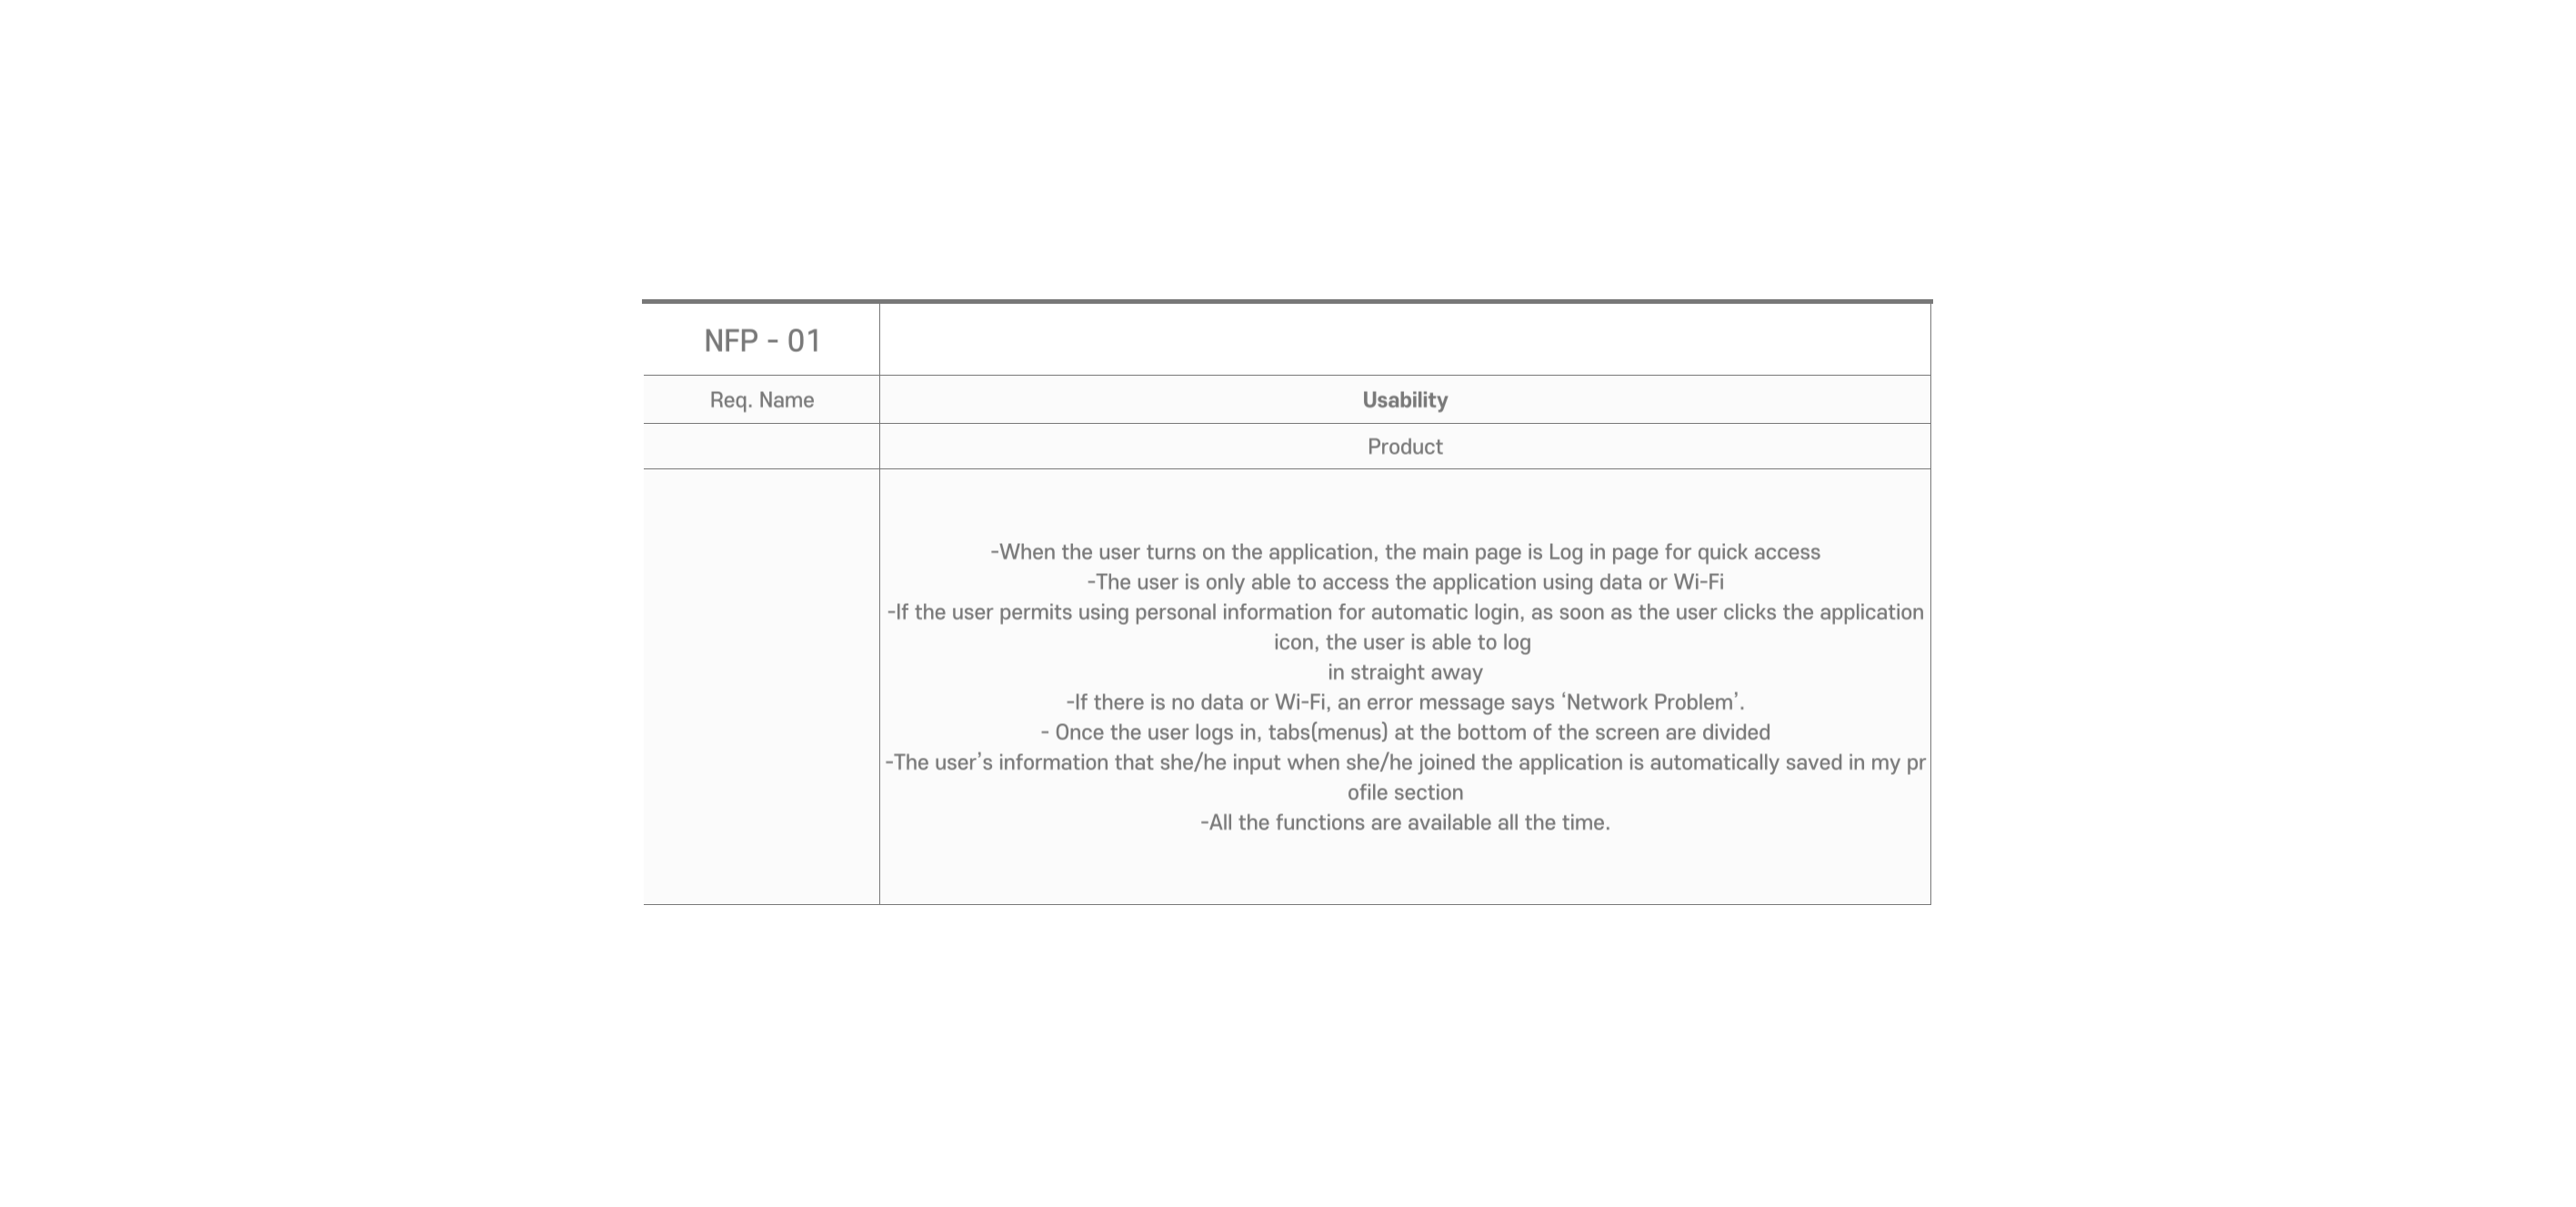 NFP - 01
Req. Name
Usability
Product
-When the user turns on the application, the main page is Log in page for quick access
-The user is only able to access the application using data or Wi-Fi
-If the user permits using personal information for automatic login, as soon as the user clicks the application
icon, the user is able to log
in straight away
-If there is no data or Wi-Fi, an error message says ‘Network Problem’.
- Once the user logs in, tabs(menus) at the bottom of the screen are divided
-The user’s information that she/he input when she/he joined the application is automatically saved in my pr
ofile section
-All the functions are available all the time.